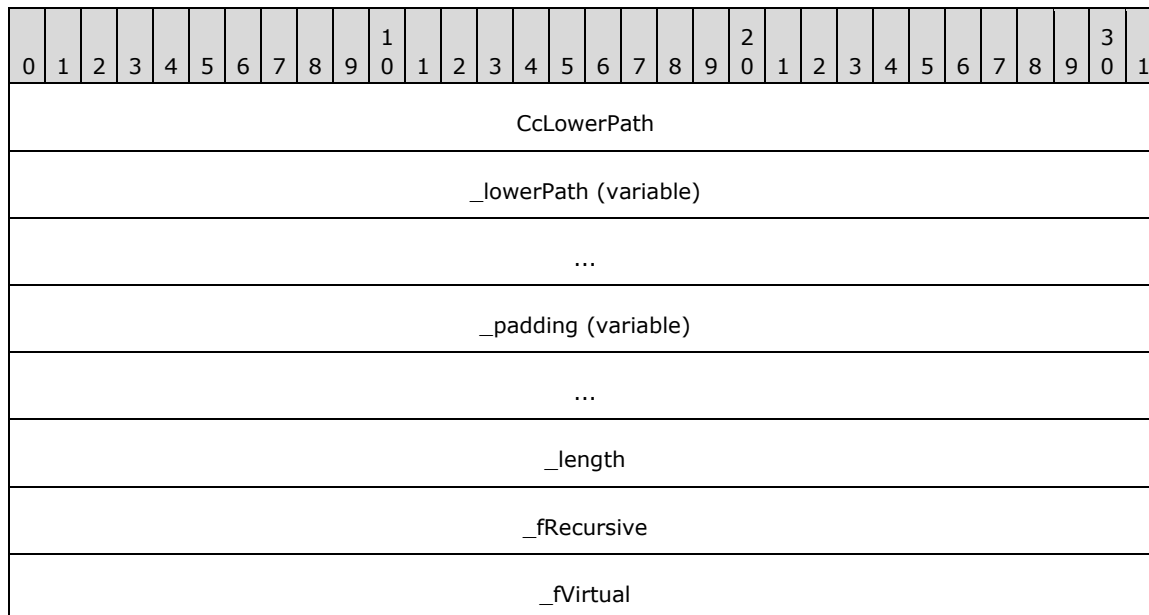 1 2 3
0 1 2 3 4 5 6 7 8 9 0 1 2 3 4 5 6 7 8 9 0 1 2 3 4 5 6 7 8 9 0 1
CcLowerPath
_lowerPath (variable)
...
_padding (variable)
...
_length
_fRecursive
_fVirtual